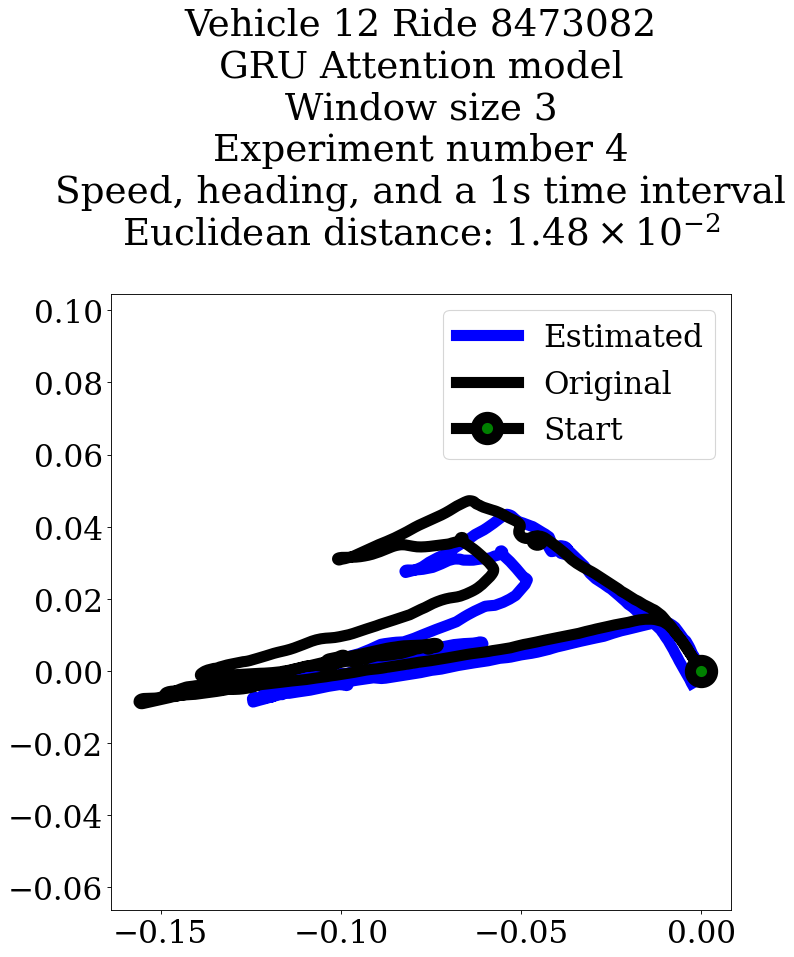 Vehicle 12 Ride 8473082
GRU Attention model
Window size 3
Experiment number 4
Speed, heading, and a 1s time interval
Euclidean distance: 1.48 × 10⁻²
Estimated
Original
Start
0.10
0.08
0.06
0.04
0.02
0.00
−0.02
−0.04
−0.06
−0.15 −0.10 −0.05 0.00